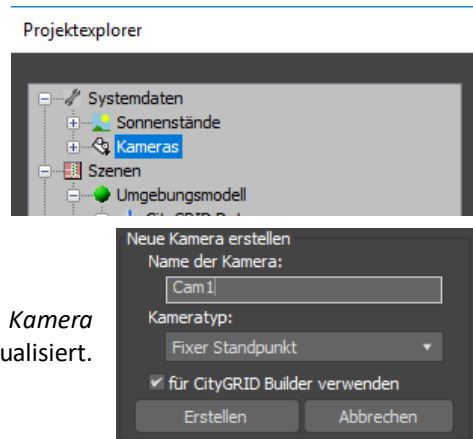 Projektexplorer
Systemdaten
Sonnenstände
Kameras
Szenen
Umgebungsmodell
Neue Kamera erstellen
Name der Kamera:
Cam1
Kamera
Kameratyp:
ualisiert.
Fixer Standpunkt
für CityGRID Builder verwenden
Erstellen Abbrechen